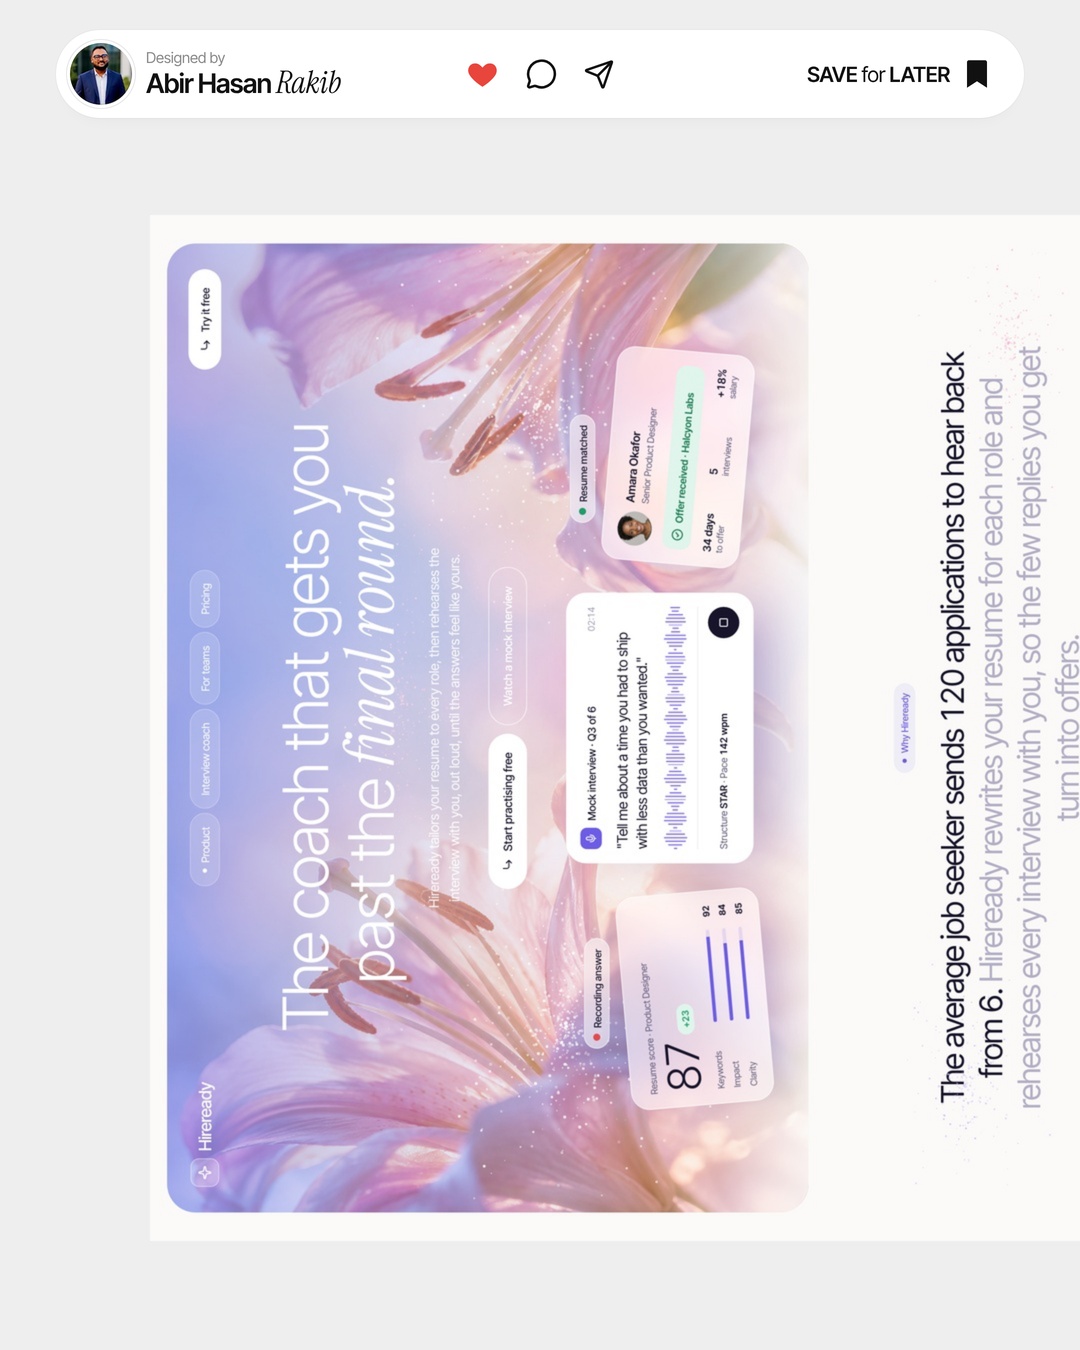 Designed by
Abir Hasan Rakib
SAVE for LATER
Hireready
Product
Interview coach
For teams
Pricing
Try it free
The coach that gets you
past the final round.
Hireready tailors your resume to every role, then rehearses the
interview with you, out loud, until the answers feel like yours.
Start practising free
Watch a mock interview
Recording answer
Resume score · Product Designer
87 +23
Keywords 92
Impact 84
Clarity 85
Mock interview · Q3 of 6 02:14
"Tell me about a time you had to ship
with less data than you wanted."
Structure STAR · Pace 142 wpm
Resume matched
Amara Okafor
Senior Product Designer
Offer received · Halcyon Labs
34 days
to offer
5
interviews
+18%
salary
Why Hireready
The average job seeker sends 120 applications to hear back
from 6. Hireready rewrites your resume for each role and
rehearses every interview with you, so the few replies you get
turn into offers.